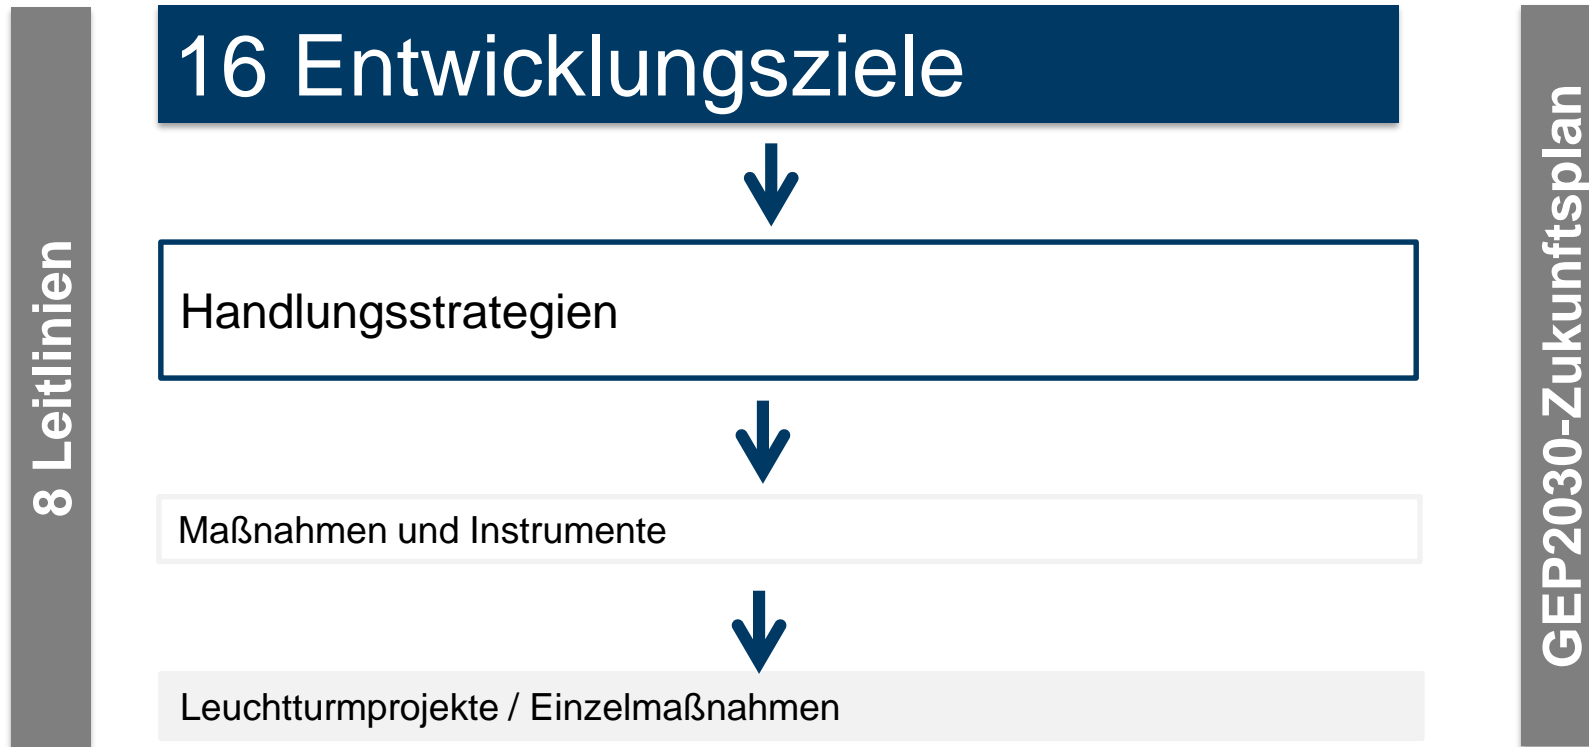 8 Leitlinien
16 Entwicklungsziele
Handlungsstrategien
Maßnahmen und Instrumente
Leuchtturmprojekte / Einzelmaßnahmen
GEP2030-Zukunftsplan